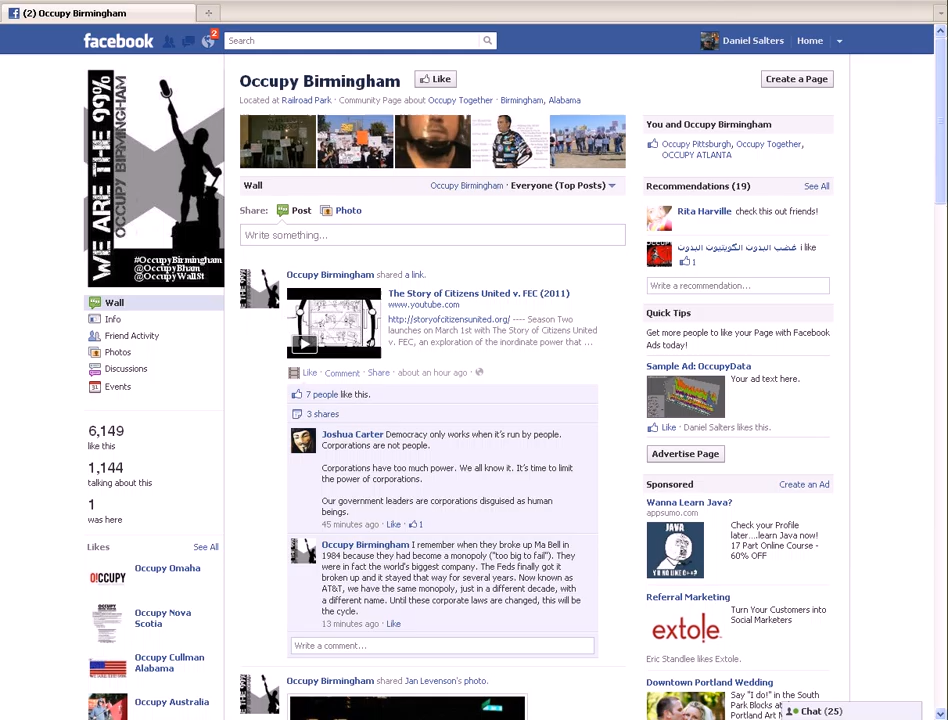 (2) Occupy Birmingham
facebook
2
Search
Daniel Salters
Home
WE ARE THE 99%
OCCUPY BIRMINGHAM
#OccupyBirmingham
@OccupyBham
@OccupyWallSt
Wall
Info
Friend Activity
Photos
Discussions
31 Events
6,149
like this
1,144
talking about this
1
was here
Likes See All
O!CCUPY
Occupy Omaha
Occupy Nova
Scotia
Occupy Cullman
Alabama
Occupy Australia
Occupy Birmingham
Like
Create a Page
Located at Railroad Park · Community Page about Occupy Together · Birmingham, Alabama
Wall
Occupy Birmingham · Everyone (Top Posts)
Share: Post Photo
Write something...
Occupy Birmingham shared a link.
The Story of Citizens United v. FEC (2011)
www.youtube.com
http://storyofcitizensunited.org/ ---- Season Two
launches on March 1st with The Story of Citizens United
v. FEC, an exploration of the inordinate power that ...
Like · Comment · Share · about an hour ago ·
7 people like this.
3 shares
Joshua Carter Democracy only works when it's run by people.
Corporations are not people.
Corporations have too much power. We all know it. It's time to limit
the power of corporations.
Our government leaders are corporations disguised as human
beings.
45 minutes ago · Like · 1
Occupy Birmingham I remember when they broke up Ma Bell in
1984 because they had become a monopoly ("too big to fail"). They
were in fact the world's biggest company. The Feds finally got it
broken up and it stayed that way for several years. Now known as
AT&T, we have the same monopoly, just in a different decade, with
a different name. Until these corporate laws are changed, this will be
the cycle.
13 minutes ago · Like
Write a comment...
Occupy Birmingham shared Jan Levenson's photo.
You and Occupy Birmingham
Occupy Pittsburgh, Occupy Together,
OCCUPY ATLANTA
Recommendations (19) See All
Rita Harville check this out friends!
i like
1
Write a recommendation...
Quick Tips
Get more people to like your Page with Facebook
Ads today!
Sample Ad: OccupyData
Your ad text here.
Like · Daniel Salters likes this.
Advertise Page
Sponsored Create an Ad
Wanna Learn Java?
appsumo.com
JAVA
Y U NO LIKE C++
Check your Profile
later....learn Java now!
17 Part Online Course -
60% OFF
Referral Marketing
extole.
Turn Your Customers into
Social Marketers
Eric Standlee likes Extole.
Downtown Portland Wedding
Say "I do!" in the South
Park Blocks at
Portland Art M
Chat (25)